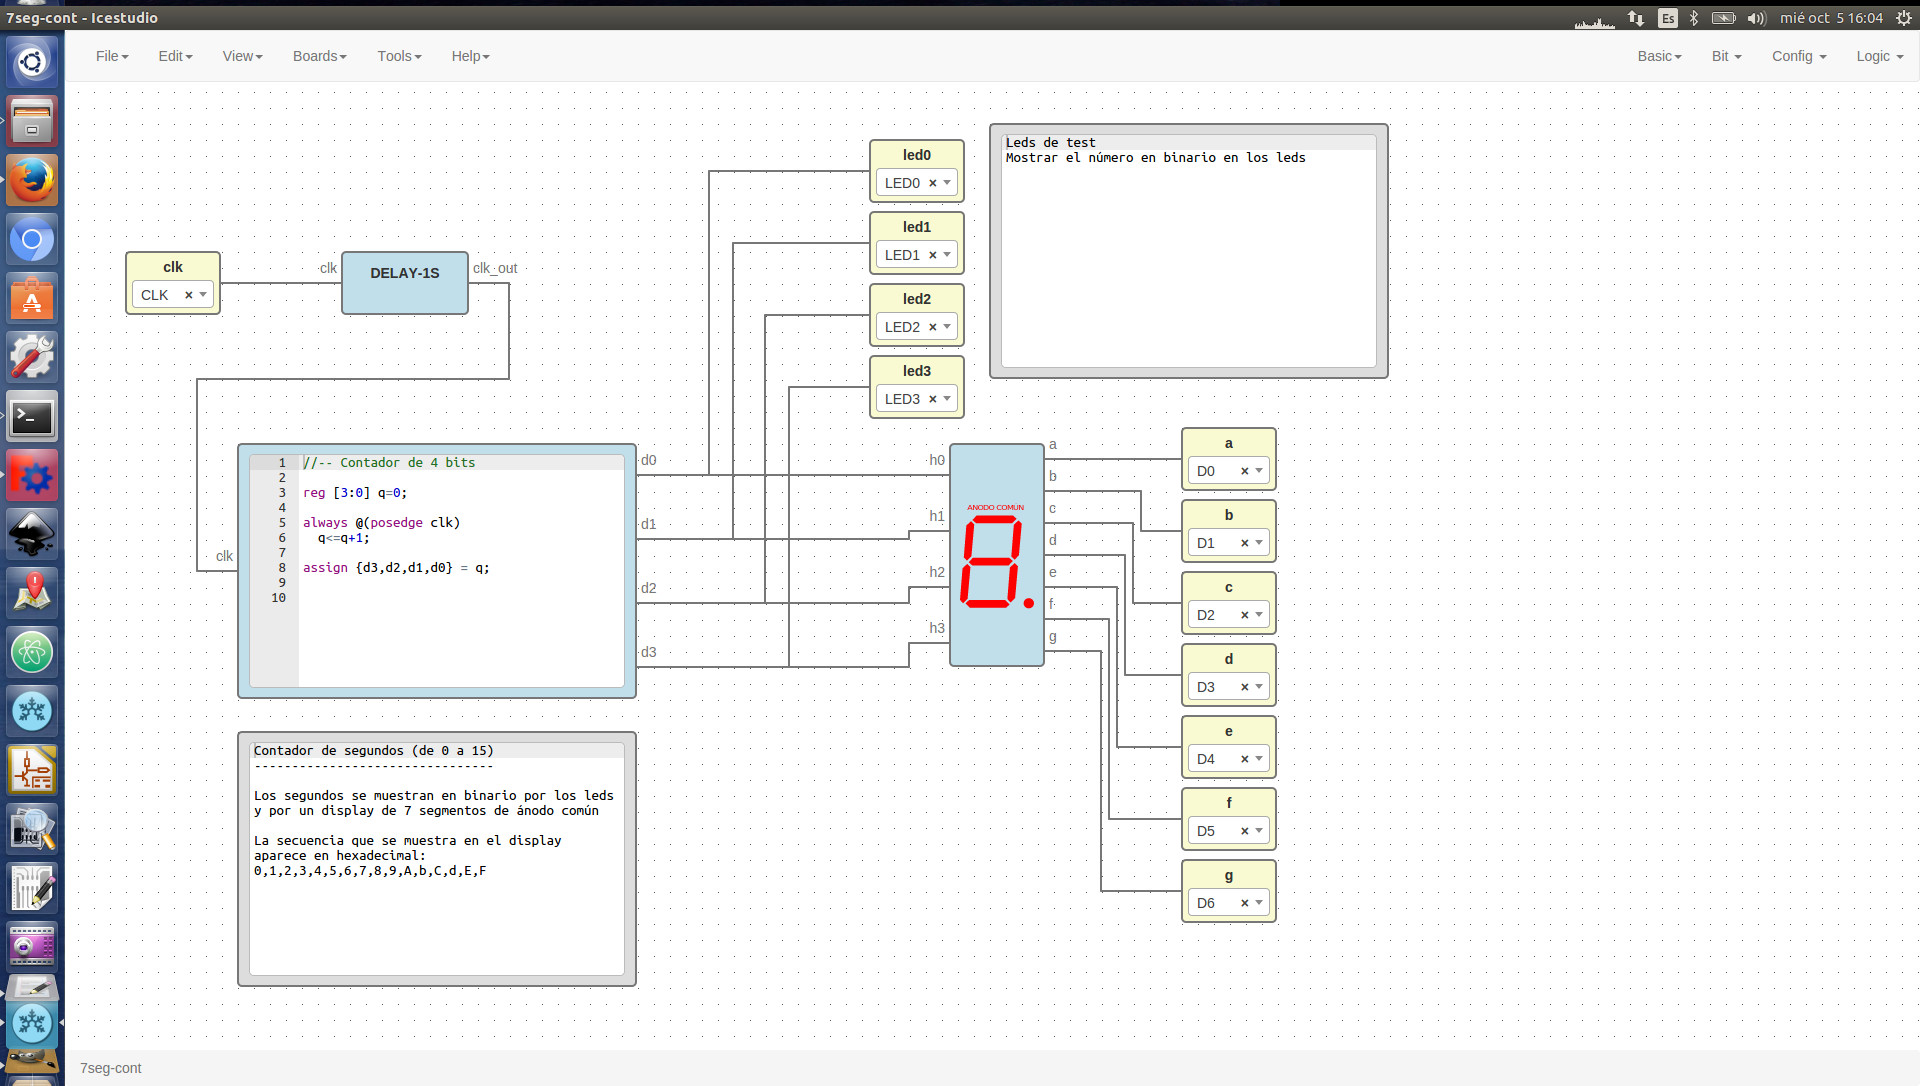 7seg-cont - Icestudio
Es
mié oct 5 16:04
File
Edit
View
Boards
Tools
Help
Basic
Bit
Config
Logic
led0
LED0 ×
led1
LED1 ×
led2
LED2 ×
led3
LED3 ×
Leds de test
Mostrar el número en binario en los leds
clk
CLK ×
clk
DELAY-1S
clk_out
clk
1 //-- Contador de 4 bits
2
3 reg [3:0] q=0;
4
5 always @(posedge clk)
6 q<=q+1;
7
8 assign {d3,d2,d1,d0} = q;
9
10
d0
d1
d2
d3
h0
h1
h2
h3
ANODO COMUN
8.
a
b
c
d
e
f
g
a
D0 ×
b
D1 ×
c
D2 ×
d
D3 ×
e
D4 ×
f
D5 ×
g
D6 ×
Contador de segundos (de 0 a 15)
--------------------------------
Los segundos se muestran en binario por los leds
y por un display de 7 segmentos de ánodo común
La secuencia que se muestra en el display
aparece en hexadecimal:
0,1,2,3,4,5,6,7,8,9,A,b,C,d,E,F
7seg-cont